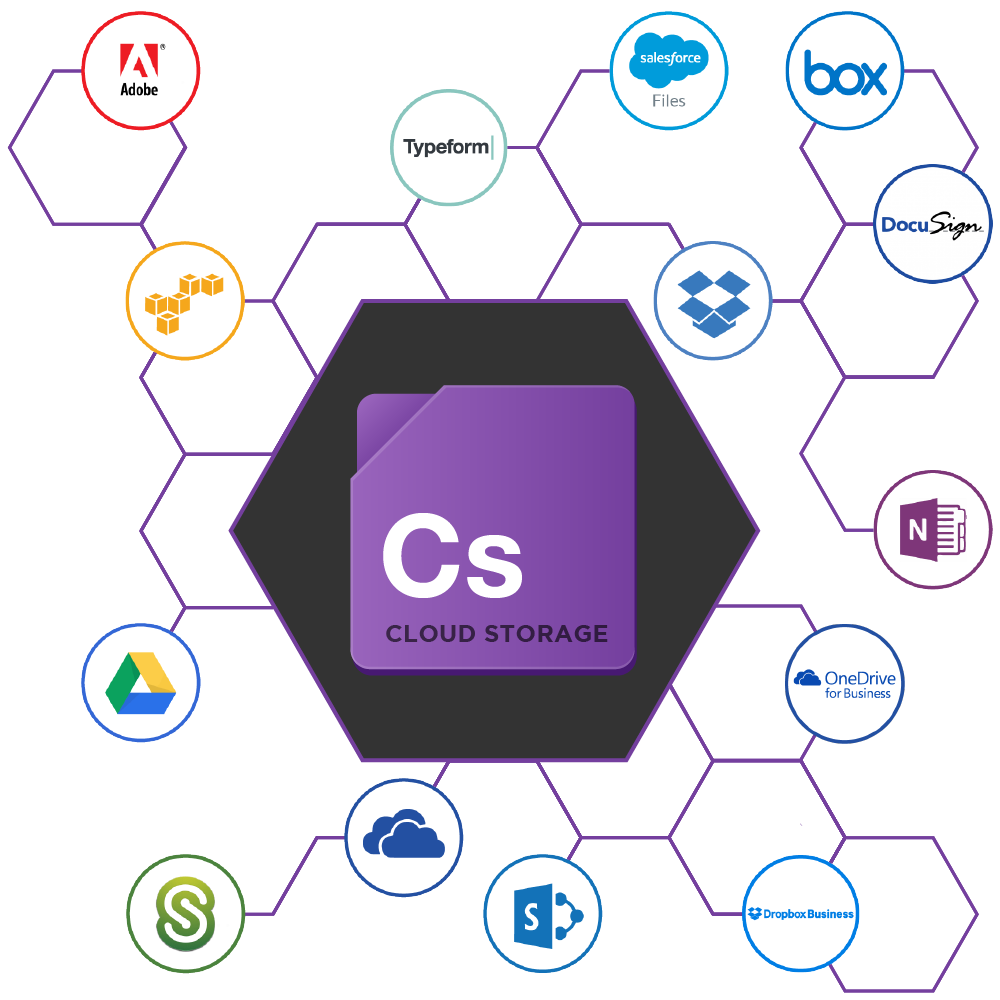 Adobe
®
salesforce
Files
box
Typeform
DocuSign
Cs
CLOUD STORAGE
N
OneDrive
for Business
S
S
Dropbox Business